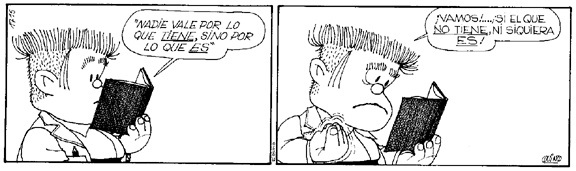 "NADIE VALE POR LO
QUE TIENE, SINO POR
LO QUE ES"
¡VAMOS!..., ¡SI EL QUE
NO TIENE, NI SIQUIERA
ES!